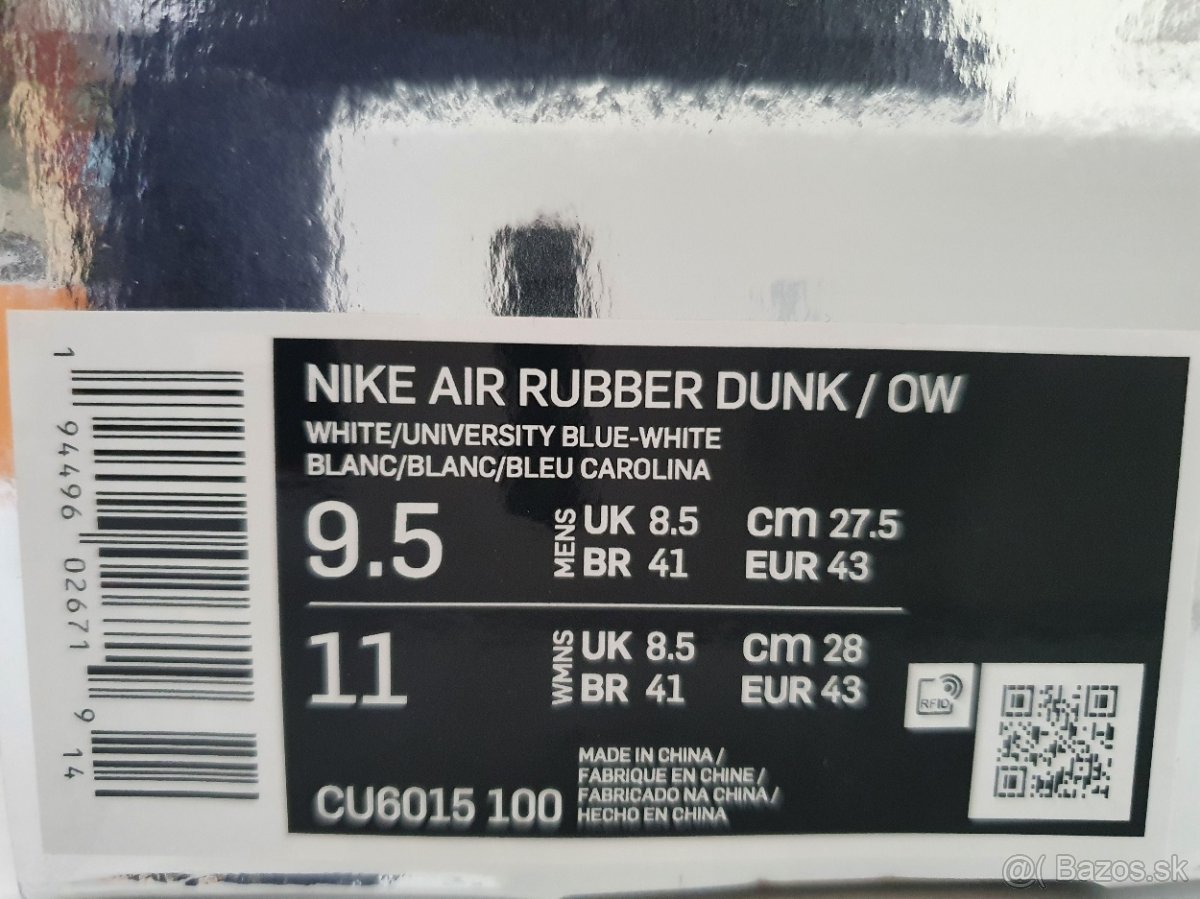 NIKE AIR RUBBER DUNK / OW
WHITE/UNIVERSITY BLUE-WHITE
BLANC/BLANC/BLEU CAROLINA
9.5 MENS UK 8.5 cm 27.5
BR 41 EUR 43
11 WMNS UK 8.5 cm 28
BR 41 EUR 43
RFID
CU6015 100
MADE IN CHINA /
FABRIQUE EN CHINE /
FABRICADO NA CHINA /
HECHO EN CHINA
1 94496 02671 9 14
@( Bazos.sk